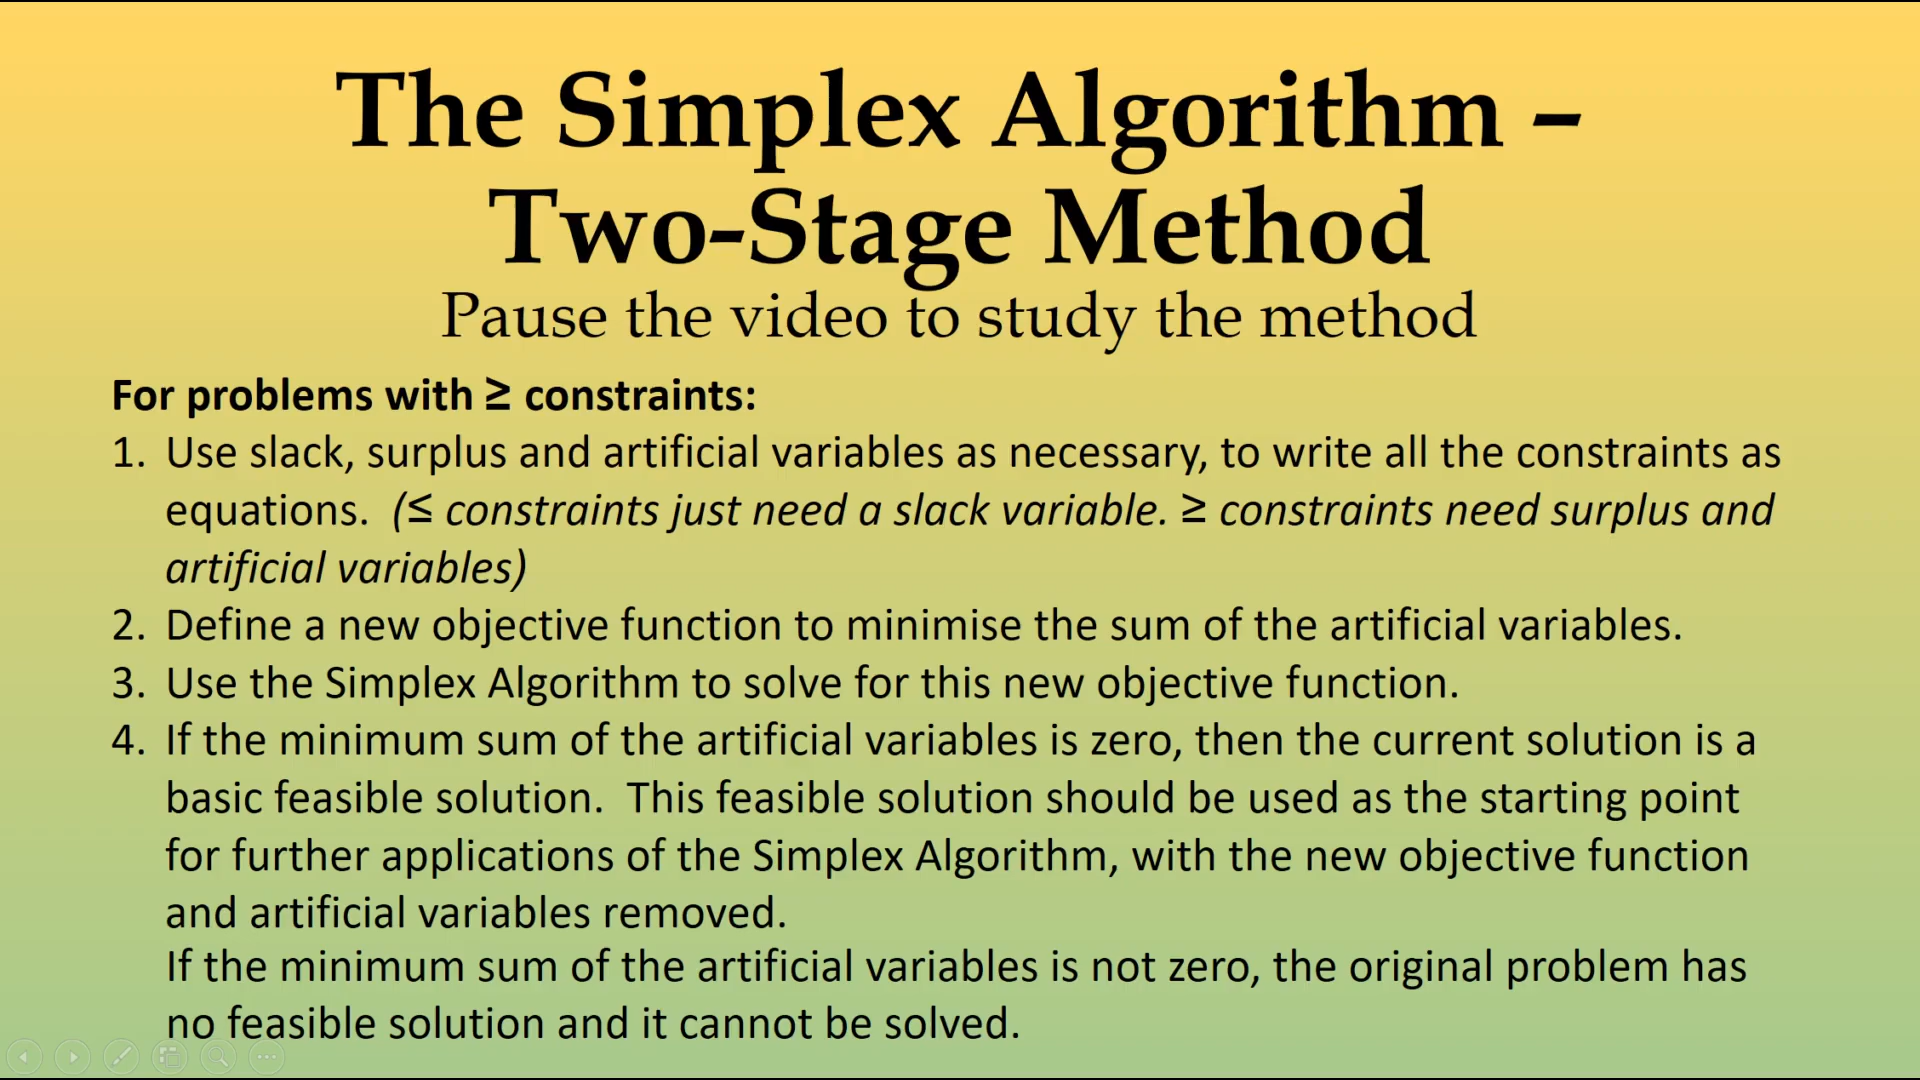 The Simplex Algorithm –
Two-Stage Method
Pause the video to study the method
For problems with ≥ constraints:
1. Use slack, surplus and artificial variables as necessary, to write all the constraints as
equations. (≤ constraints just need a slack variable. ≥ constraints need surplus and
artificial variables)
2. Define a new objective function to minimise the sum of the artificial variables.
3. Use the Simplex Algorithm to solve for this new objective function.
4. If the minimum sum of the artificial variables is zero, then the current solution is a
basic feasible solution. This feasible solution should be used as the starting point
for further applications of the Simplex Algorithm, with the new objective function
and artificial variables removed.
If the minimum sum of the artificial variables is not zero, the original problem has
no feasible solution and it cannot be solved.